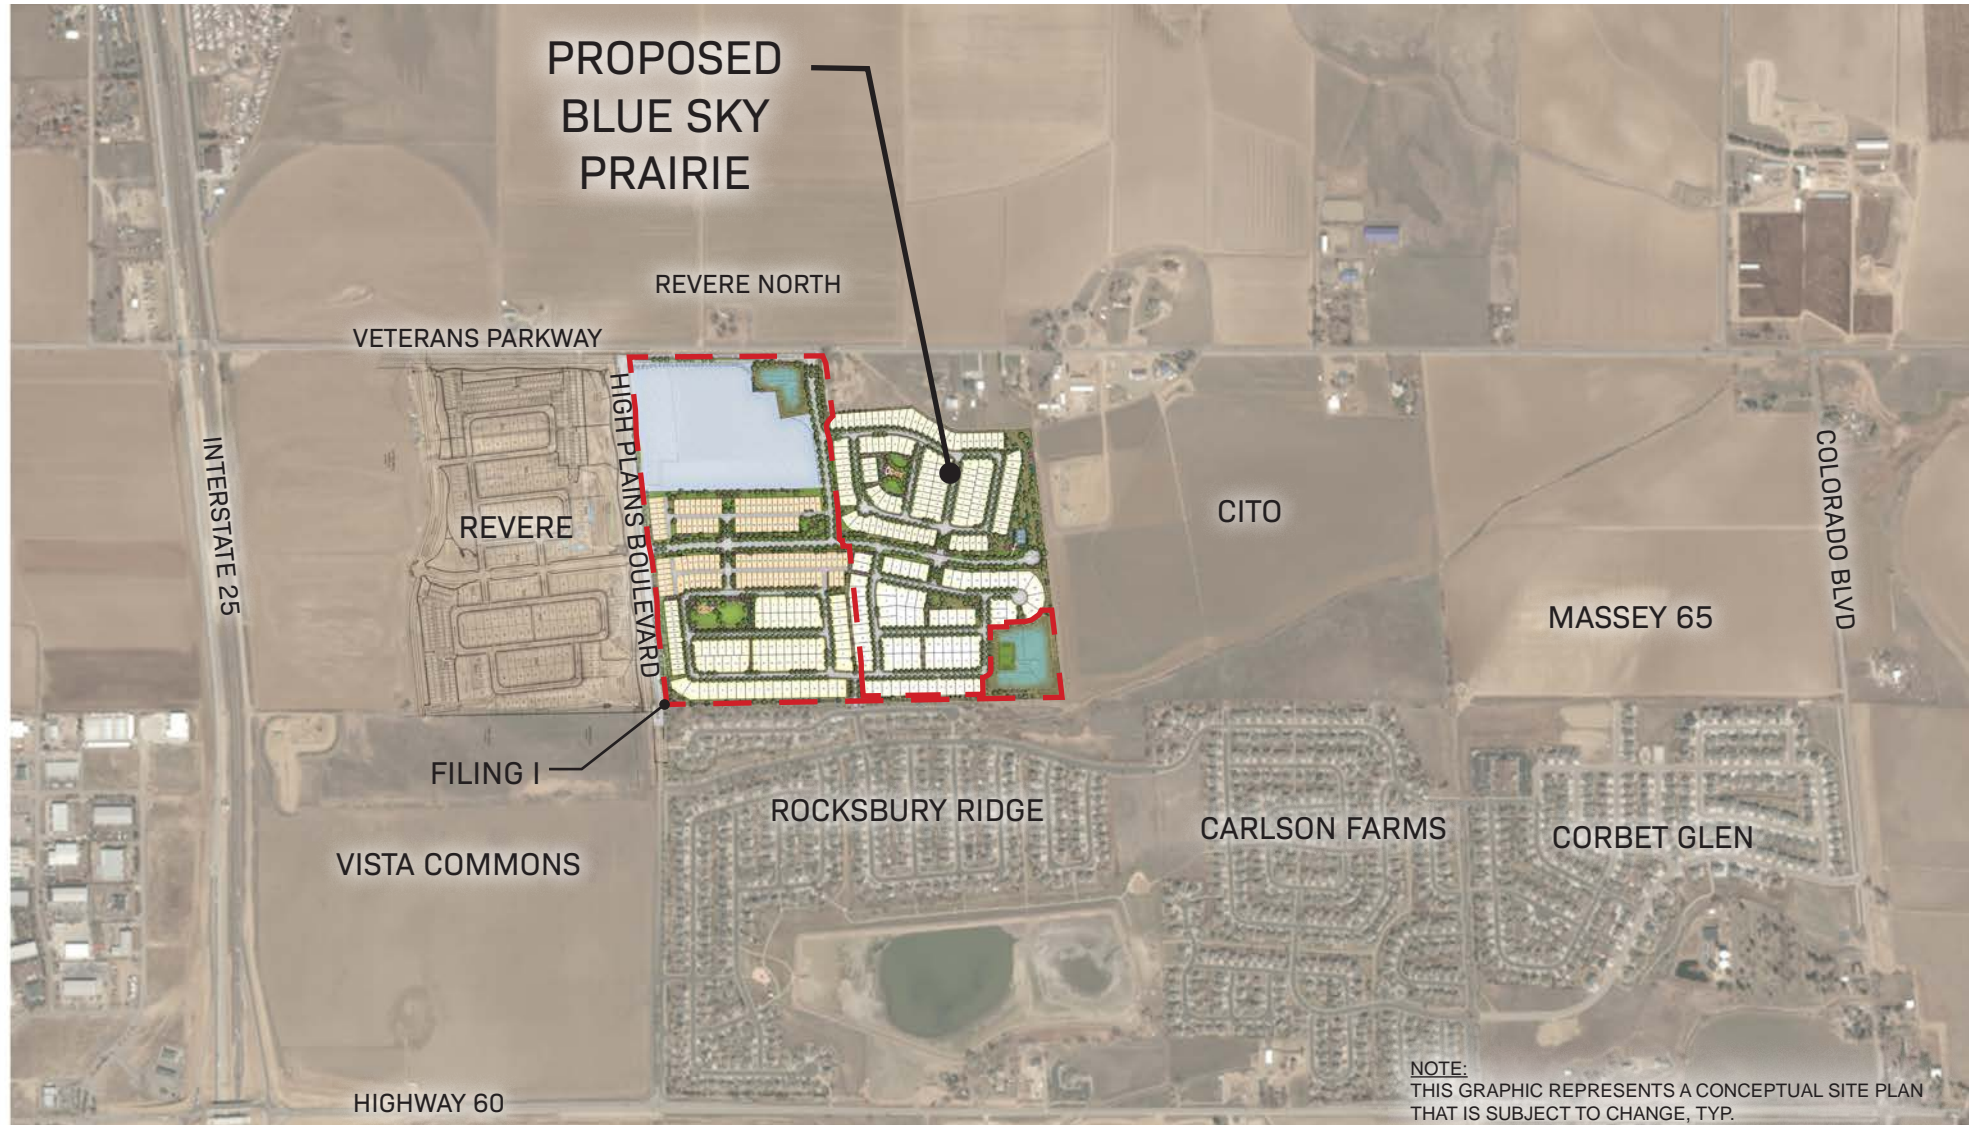 PROPOSED
BLUE SKY
PRAIRIE
REVERE NORTH
VETERANS PARKWAY
HIGH PLAINS BOULEVARD
INTERSTATE 25
REVERE
CITO
COLORADO BLVD
MASSEY 65
FILING I
ROCKSBURY RIDGE
CARLSON FARMS
CORBET GLEN
VISTA COMMONS
HIGHWAY 60
NOTE:
THIS GRAPHIC REPRESENTS A CONCEPTUAL SITE PLAN
THAT IS SUBJECT TO CHANGE, TYP.